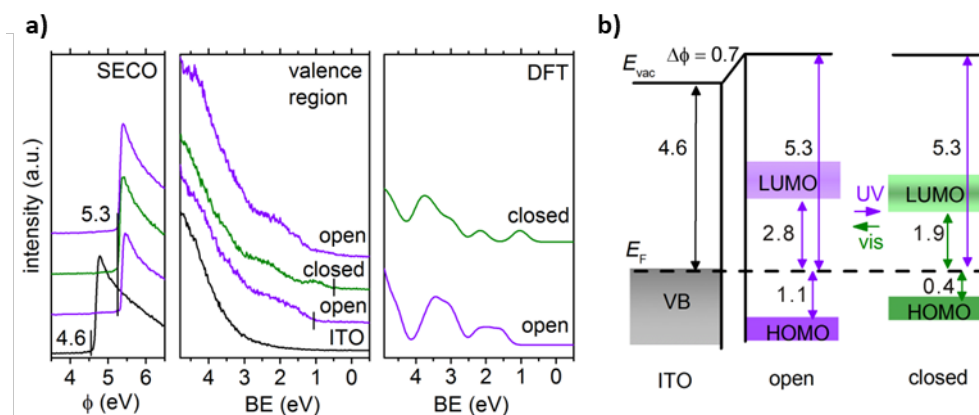 a)
SECO
valence
region
DFT
intensity (a.u.)
5.3
4.6
open
closed
open
ITO
closed
open
4 5 6
4 3 2 1 0
4 3 2 1 0
ϕ (eV)
BE (eV)
BE (eV)
b)
Evac
Δϕ = 0.7
4.6
5.3
5.3
LUMO
LUMO
UV
vis
2.8
1.9
EF
VB
1.1
0.4
HOMO
HOMO
ITO
open
closed